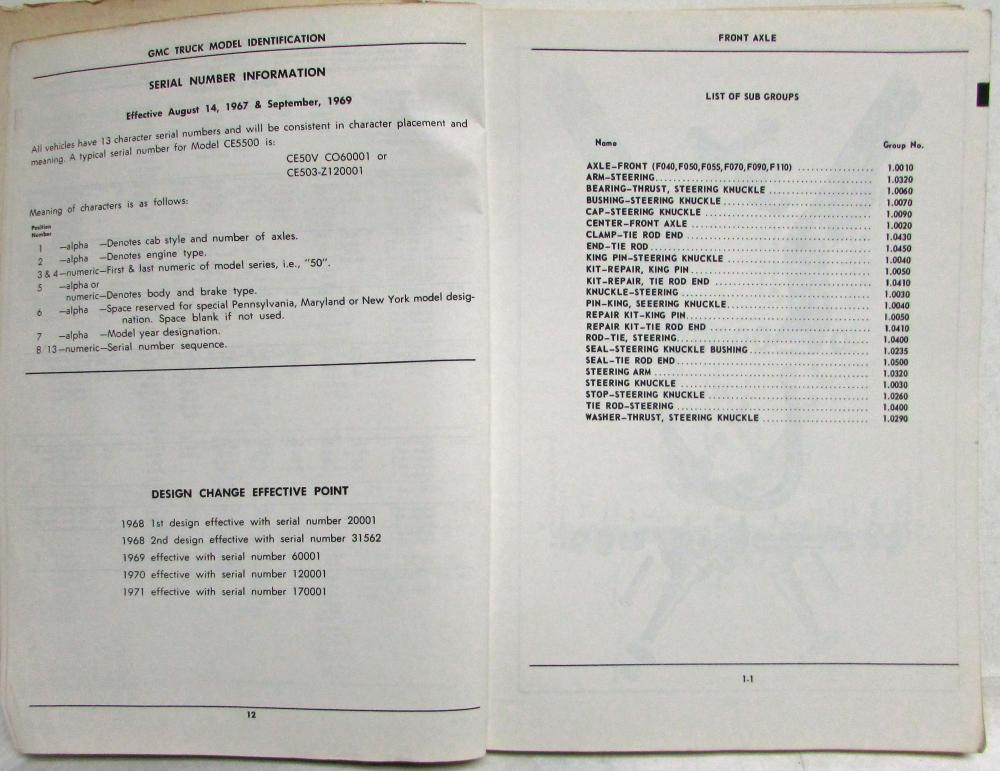 GMC TRUCK MODEL IDENTIFICATION
SERIAL NUMBER INFORMATION
Effective August 14, 1967 & September, 1969
All vehicles have 13 character serial numbers and will be consistent in character placement and
meaning. A typical serial number for Model CE5500 is:
CE50V CO60001 or
CE503-Z120001
Meaning of characters is as follows:
Position
Number
1 –alpha –Denotes cab style and number of axles.
2 –alpha –Denotes engine type.
3 & 4–numeric–First & last numeric of model series, i.e., "50".
5 –alpha or
numeric–Denotes body and brake type.
6 –alpha –Space reserved for special Pennsylvania, Maryland or New York model desig-
nation. Space blank if not used.
7 –alpha –Model year designation.
8/13–numeric–Serial number sequence.
DESIGN CHANGE EFFECTIVE POINT
1968 1st design effective with serial number 20001
1968 2nd design effective with serial number 31562
1969 effective with serial number 60001
1970 effective with serial number 120001
1971 effective with serial number 170001
12
FRONT AXLE
LIST OF SUB GROUPS
Name Group No.
AXLE–FRONT (F040,F050,F055,F070,F090,F110) 1.0010
ARM–STEERING 1.0320
BEARING–THRUST, STEERING KNUCKLE 1.0060
BUSHING–STEERING KNUCKLE 1.0070
CAP–STEERING KNUCKLE 1.0090
CENTER–FRONT AXLE 1.0020
CLAMP–TIE ROD END 1.0430
END–TIE ROD 1.0450
KING PIN–STEERING KNUCKLE 1.0040
KIT–REPAIR, KING PIN 1.0050
KIT–REPAIR, TIE ROD END 1.0410
KNUCKLE–STEERING 1.0030
PIN–KING, SEEERING KNUCKLE 1.0040
REPAIR KIT–KING PIN 1.0050
REPAIR KIT–TIE ROD END 1.0410
ROD–TIE, STEERING 1.0400
SEAL–STEERING KNUCKLE BUSHING 1.0235
SEAL–TIE ROD END 1.0500
STEERING ARM 1.0320
STEERING KNUCKLE 1.0030
STOP–STEERING KNUCKLE 1.0260
TIE ROD–STEERING 1.0400
WASHER–THRUST, STEERING KNUCKLE 1.0290
1-1